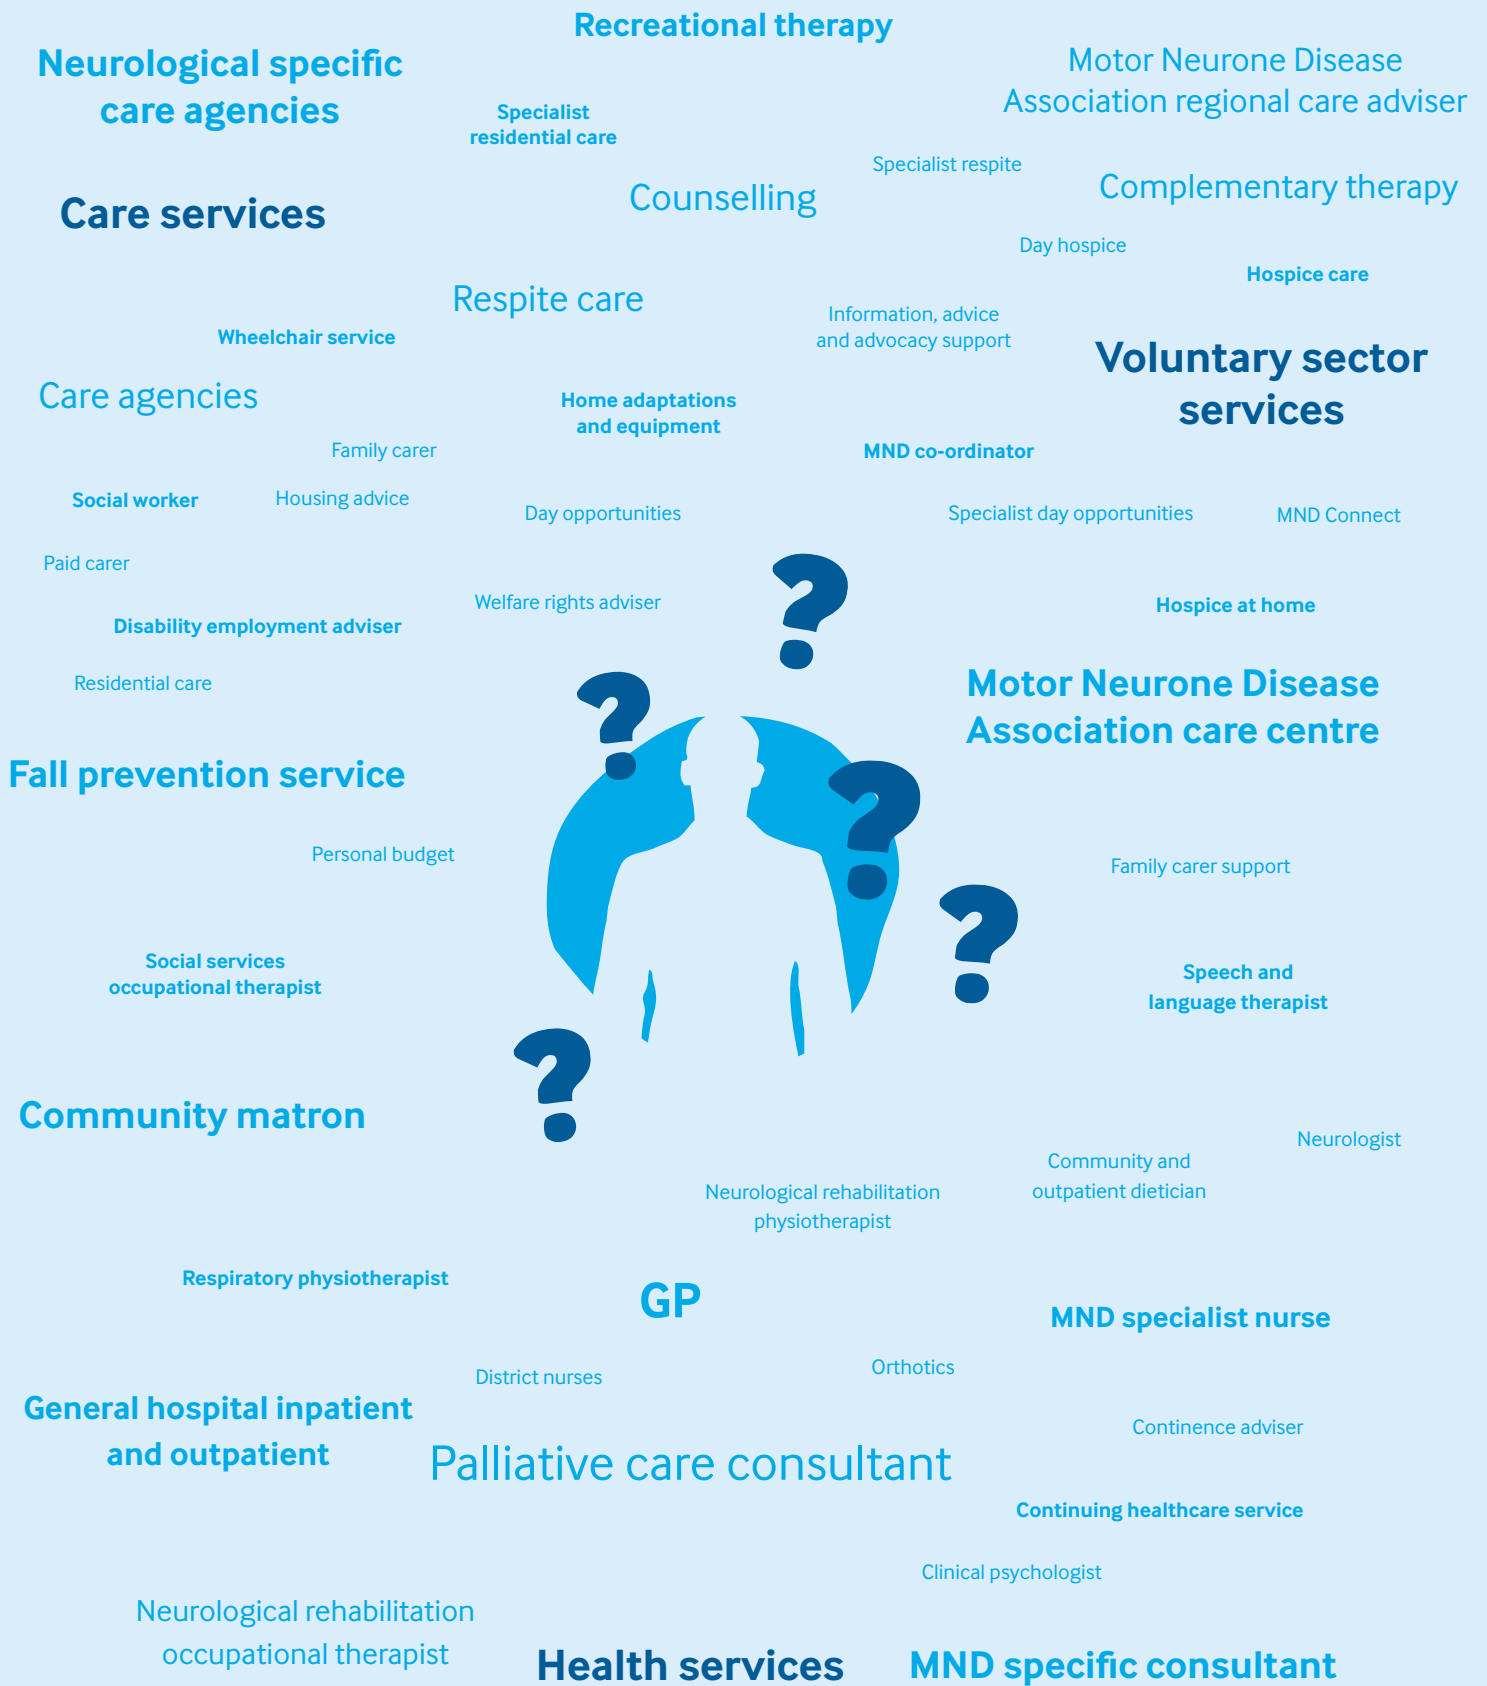 Recreational therapy
Neurological specific
care agencies
Motor Neurone Disease
Association regional care adviser
Specialist
residential care
Specialist respite
Counselling
Complementary therapy
Care services
Day hospice
Hospice care
Respite care
Information, advice
and advocacy support
Wheelchair service
Voluntary sector
services
Care agencies
Home adaptations
and equipment
Family carer
MND co-ordinator
Social worker
Housing advice
Day opportunities
Specialist day opportunities
MND Connect
Paid carer
?
Welfare rights adviser
Hospice at home
Disability employment adviser
Residential care
?
Motor Neurone Disease
Association care centre
Fall prevention service
?
Personal budget
Family carer support
?
Social services
occupational therapist
Speech and
language therapist
?
Community matron
Neurologist
Community and
outpatient dietician
Neurological rehabilitation
physiotherapist
Respiratory physiotherapist
GP
MND specialist nurse
District nurses
Orthotics
General hospital inpatient
and outpatient
Continence adviser
Palliative care consultant
Continuing healthcare service
Clinical psychologist
Neurological rehabilitation
occupational therapist
Health services
MND specific consultant